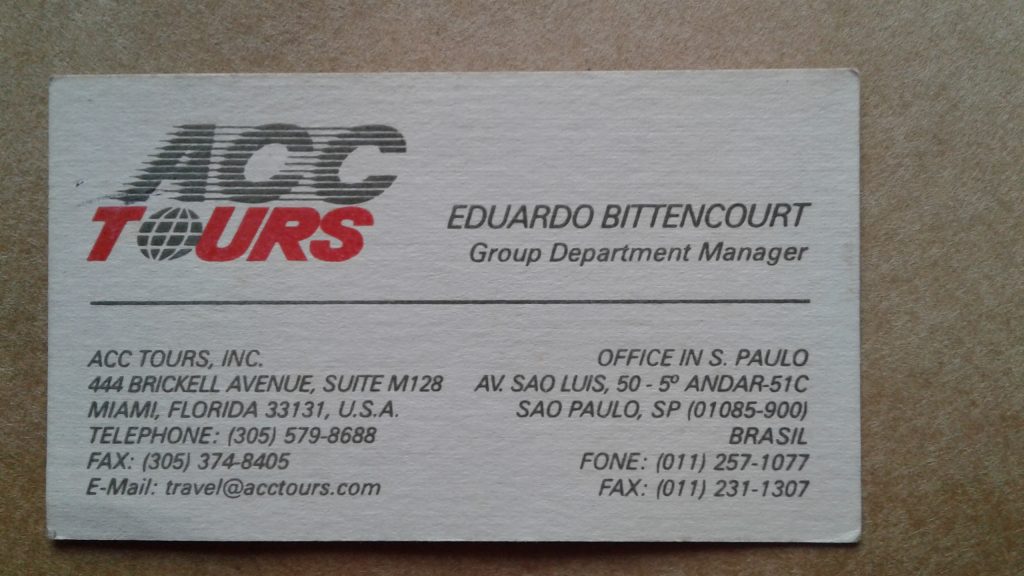 ACC
TOURS
EDUARDO BITTENCOURT
Group Department Manager
ACC TOURS, INC.
444 BRICKELL AVENUE, SUITE M128
MIAMI, FLORIDA 33131, U.S.A.
TELEPHONE: (305) 579-8688
FAX: (305) 374-8405
E-Mail: travel@acctours.com
OFFICE IN S. PAULO
AV. SAO LUIS, 50 - 5º ANDAR-51C
SAO PAULO, SP (01085-900)
BRASIL
FONE: (011) 257-1077
FAX: (011) 231-1307